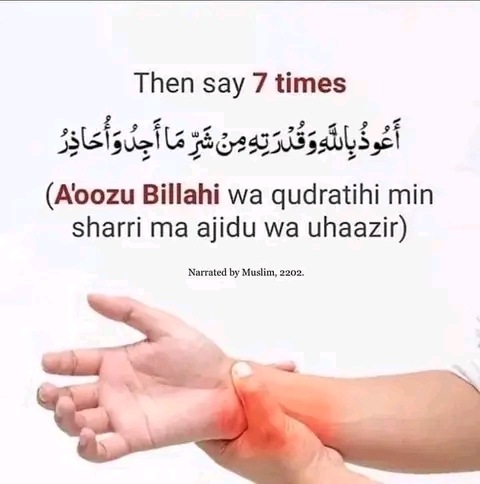 Then say 7 times
أَعُوذُ بِاللَّهِ وَقُدْرَتِهِ مِنْ شَرِّ مَا أَجِدُ وَأُحَاذِرُ
(A'oozu Billahi wa qudratihi min
sharri ma ajidu wa uhaazir)
Narrated by Muslim, 2202.